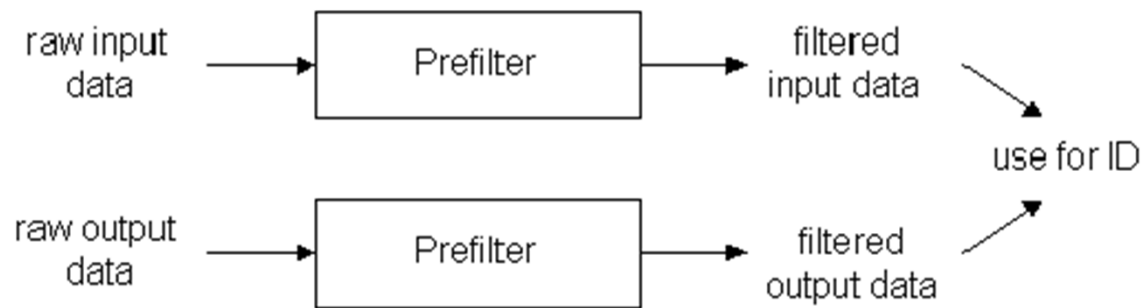 raw input
data
Prefilter
filtered
input data
use for ID
raw output
data
Prefilter
filtered
output data